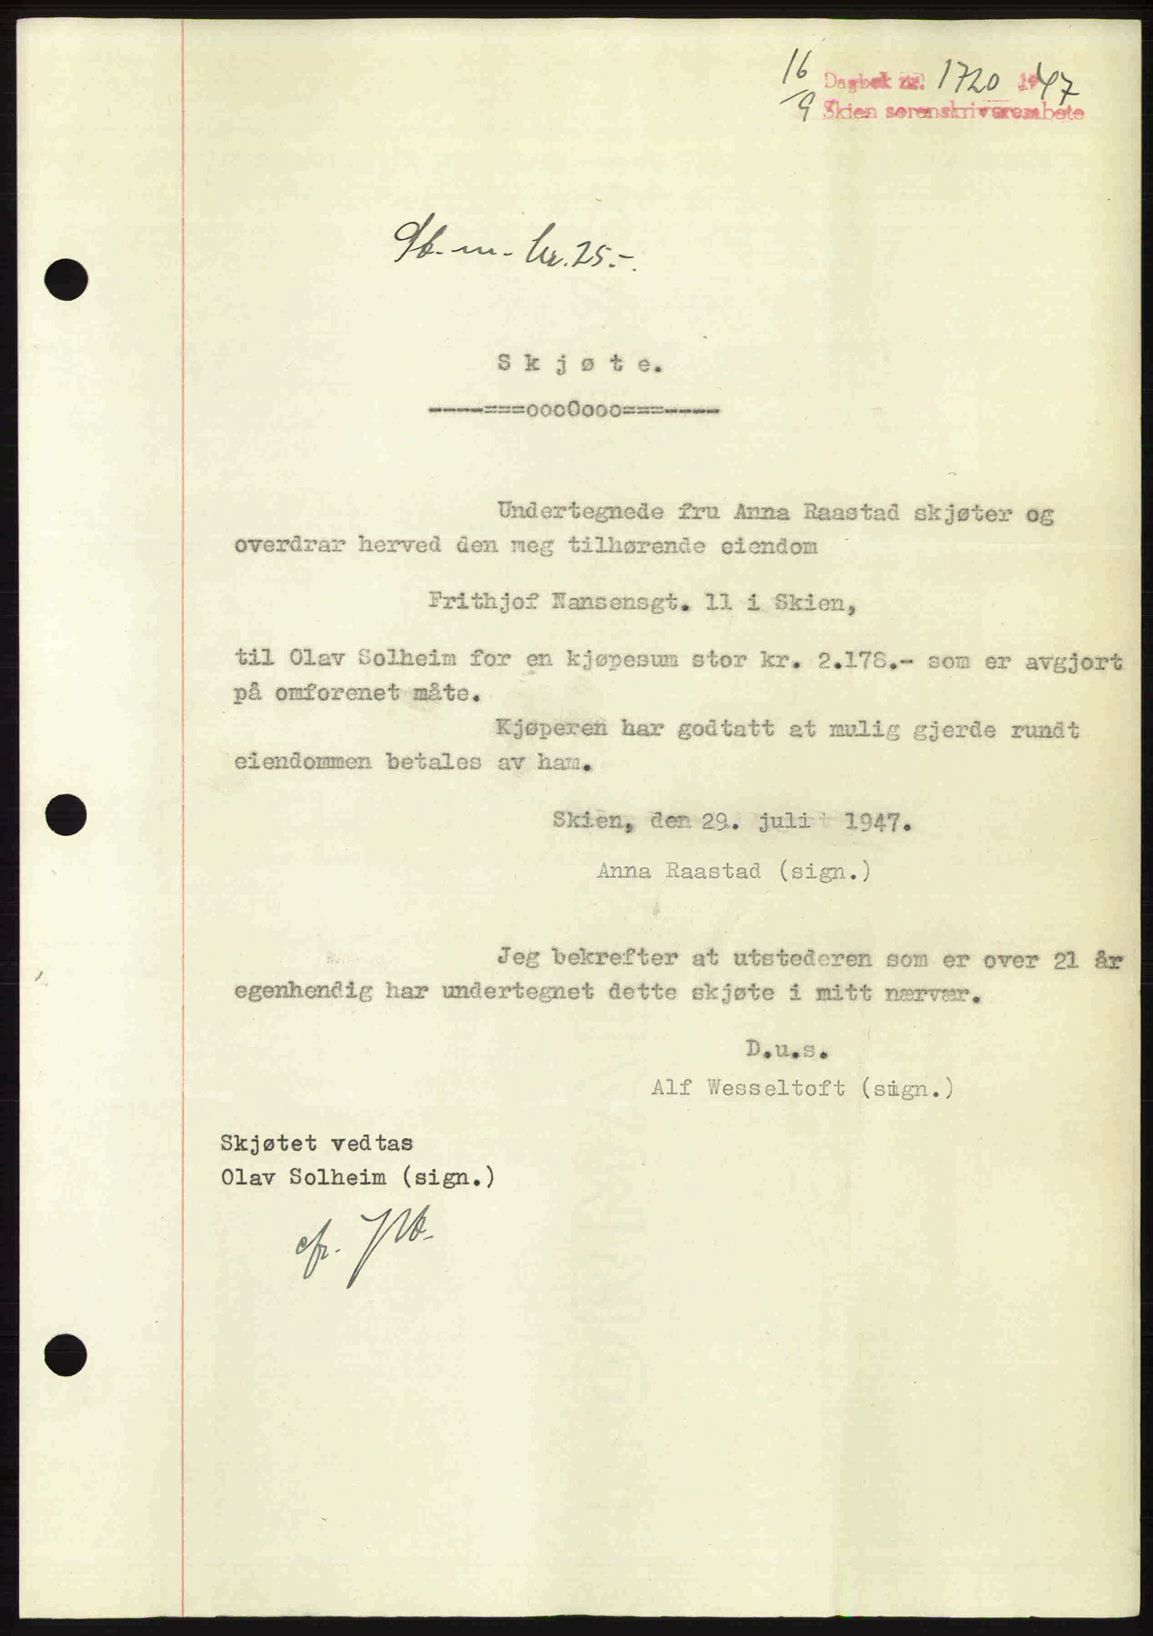 16/9 Dagbok nr. 1720 1947
Skien sorenskriverembete
St.m. kr. 25.-
Skjøte.
----===oooOooo===----
Undertegnede fru Anna Raastad skjøter og
overdrar herved den meg tilhørende eiendom
Frithjof Nansensgt. 11 i Skien,
til Olav Solheim for en kjøpesum stor kr. 2.178.- som er avgjort
på omforenet måte.
Kjøperen har godtatt at mulig gjerde rundt
eiendommen betales av ham.
Skien, den 29. juli 1947.
Anna Raastad (sign.)
Jeg bekrefter at utstederen som er over 21 år
egenhendig har undertegnet dette skjøte i mitt nærvær.
D.u.s.
Alf Wesseltoft (sign.)
Skjøtet vedtas
Olav Solheim (sign.)